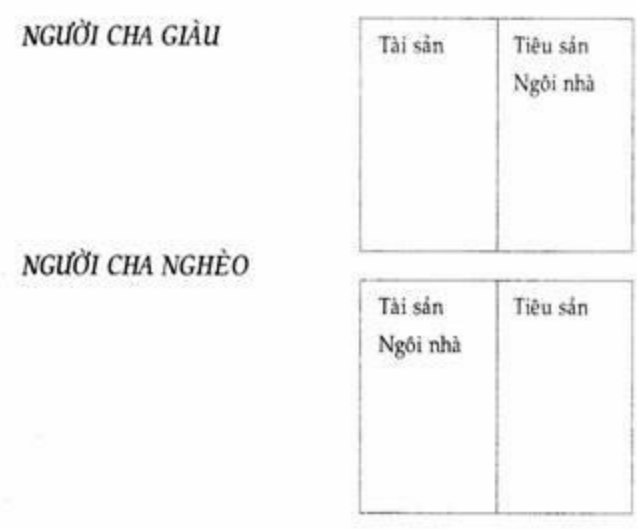 NGƯỜI CHA GIÀU
Tài sản
Tiêu sản
Ngôi nhà
NGƯỜI CHA NGHÈO
Tài sản
Ngôi nhà
Tiêu sản